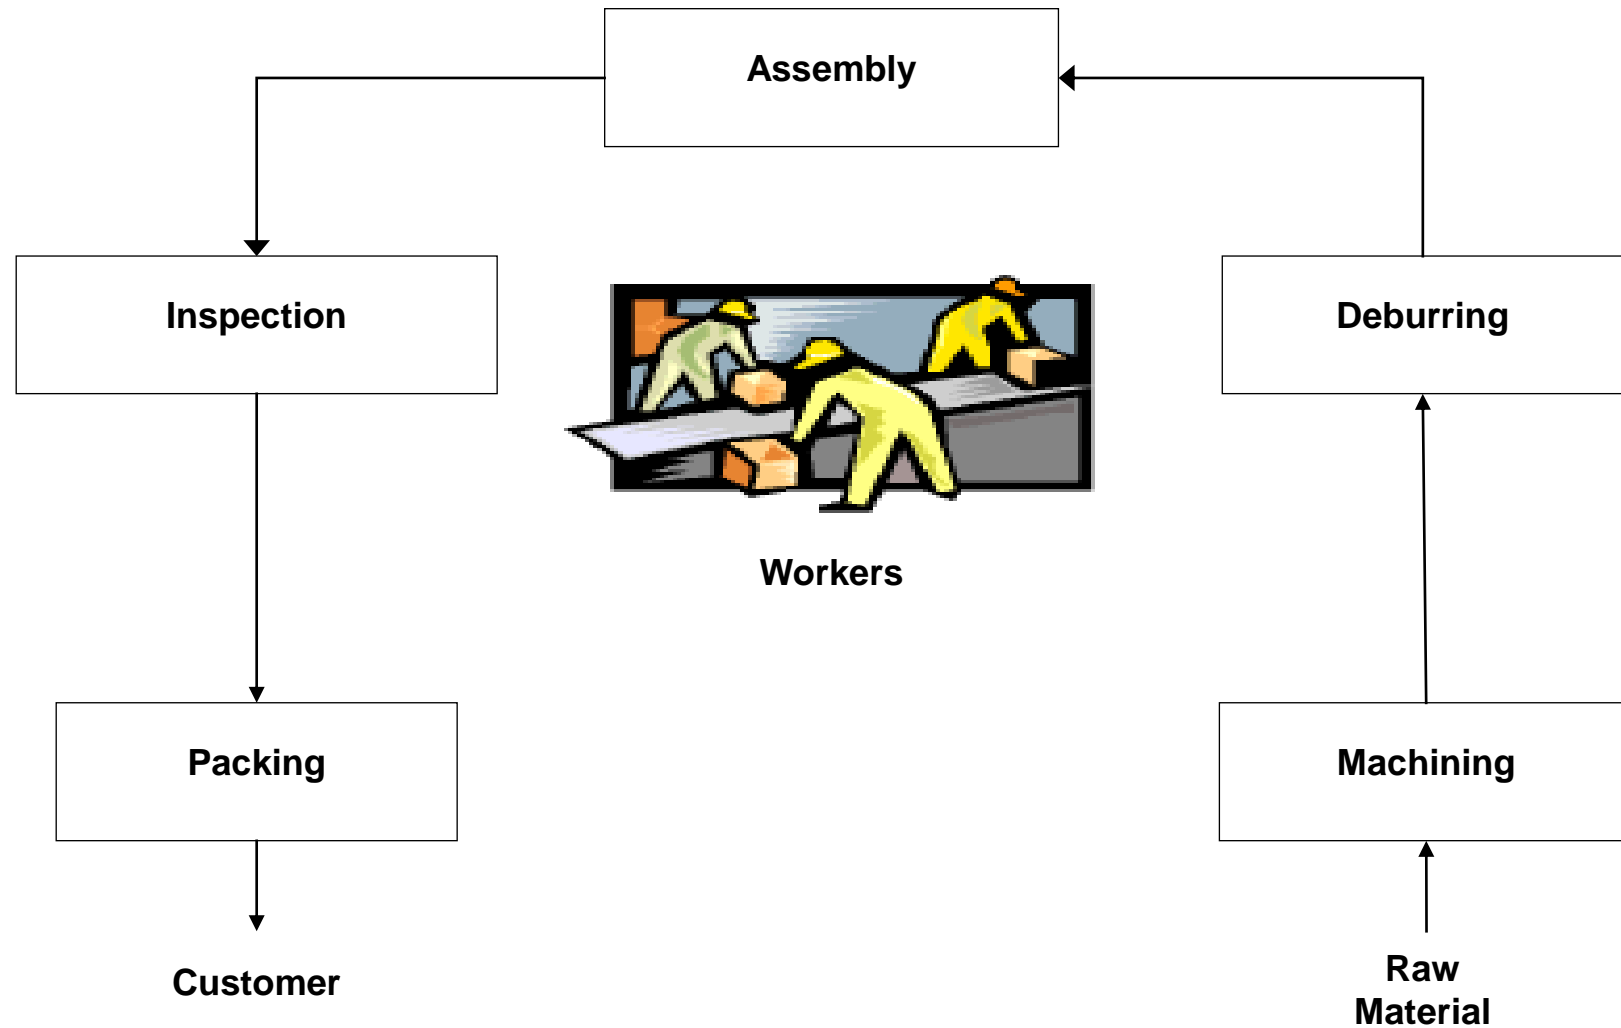 Assembly
Inspection
Deburring
Workers
Packing
Machining
Customer
Raw
Material